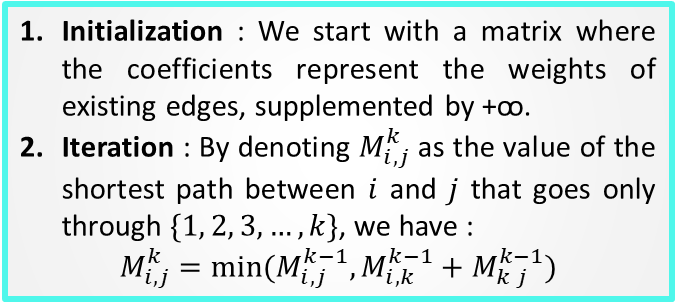 1. Initialization : We start with a matrix where
the coefficients represent the weights of
existing edges, supplemented by +∞.
2. Iteration : By denoting $M_{i,j}^{k}$ as the value of the
shortest path between $i$ and $j$ that goes only
through $\{1, 2, 3, \ldots, k\}$, we have :
$M_{i,j}^{k} = \min(M_{i,j}^{k-1}, M_{i,k}^{k-1} + M_{k\,j}^{k-1})$